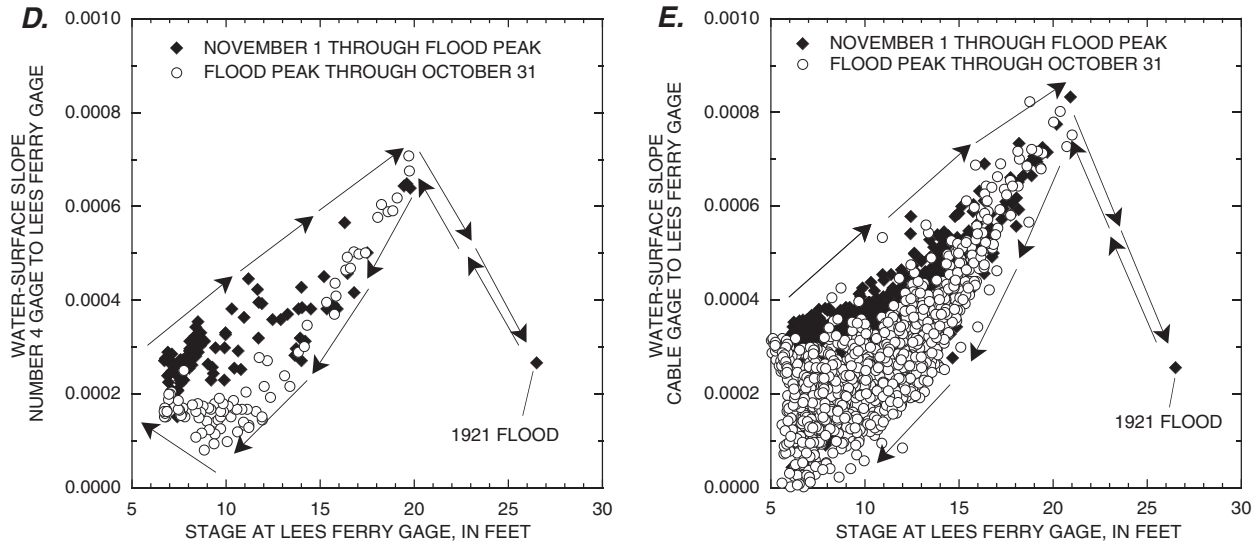 D.
WATER-SURFACE SLOPE
NUMBER 4 GAGE TO LEES FERRY GAGE
0.0010
0.0008
0.0006
0.0004
0.0002
0.0000
NOVEMBER 1 THROUGH FLOOD PEAK
FLOOD PEAK THROUGH OCTOBER 31
1921 FLOOD
5 10 15 20 25 30
STAGE AT LEES FERRY GAGE, IN FEET
E.
WATER-SURFACE SLOPE
CABLE GAGE TO LEES FERRY GAGE
0.0010
0.0008
0.0006
0.0004
0.0002
0.0000
NOVEMBER 1 THROUGH FLOOD PEAK
FLOOD PEAK THROUGH OCTOBER 31
1921 FLOOD
5 10 15 20 25 30
STAGE AT LEES FERRY GAGE, IN FEET